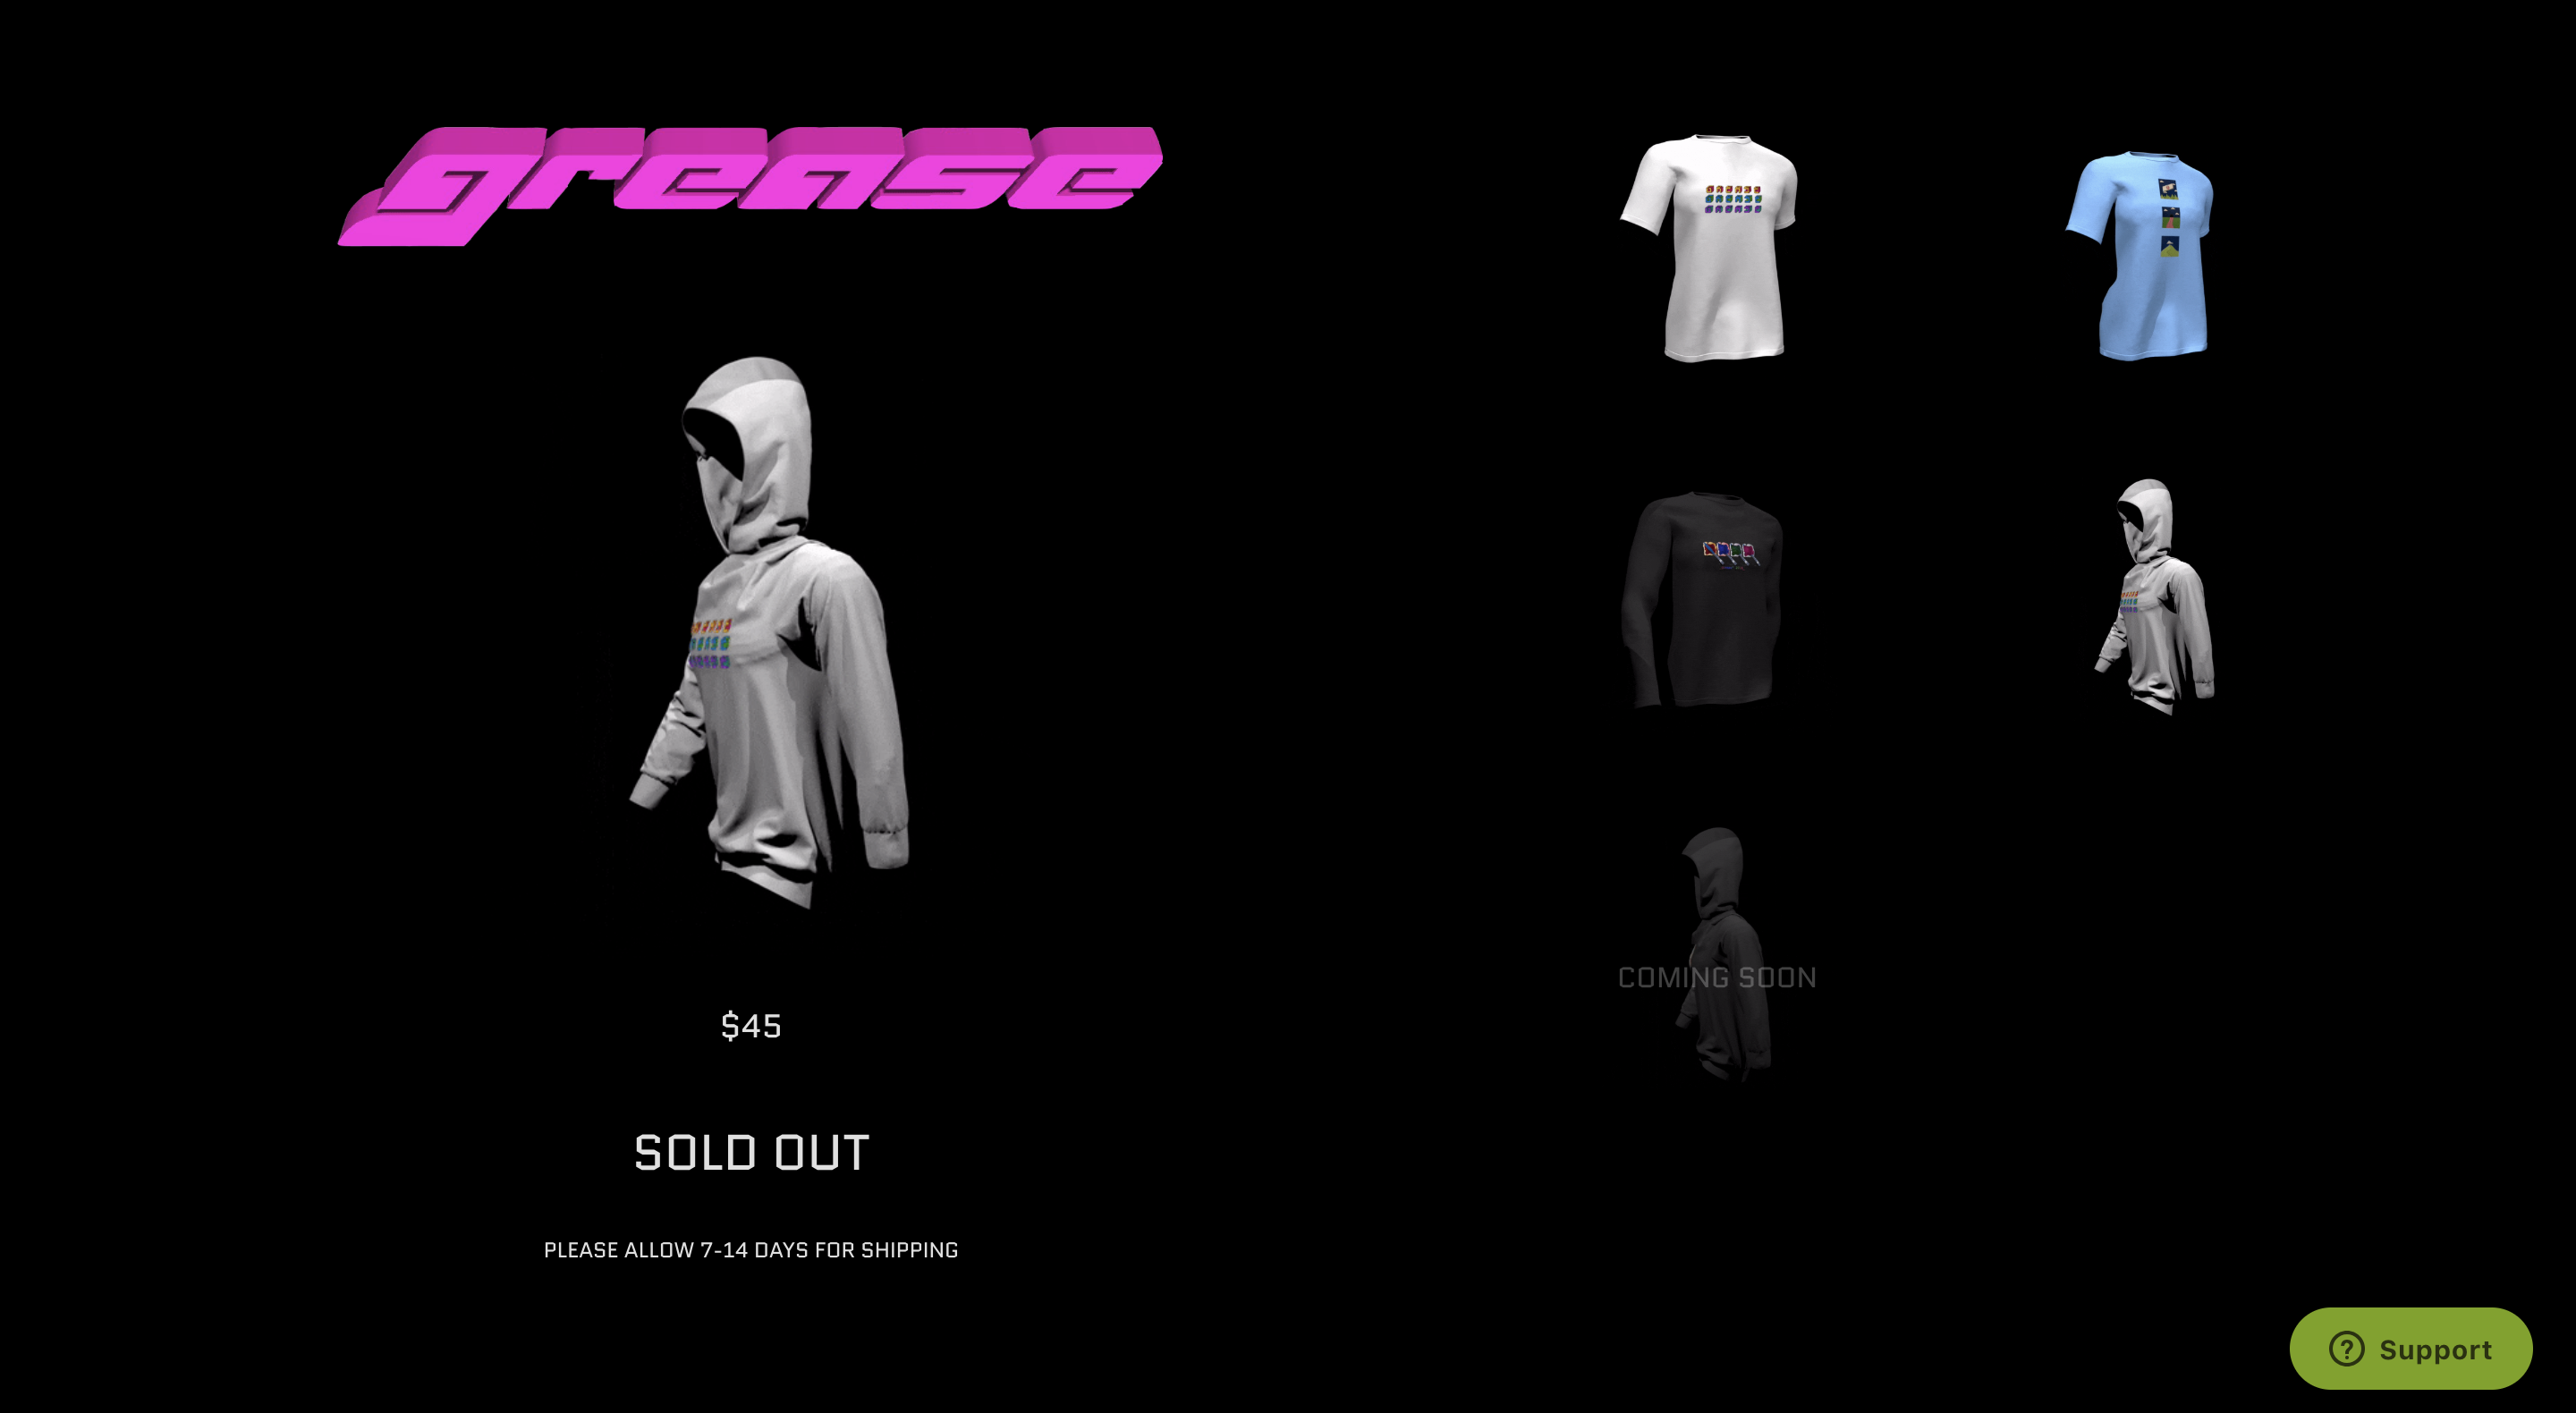 grease
$45
SOLD OUT
PLEASE ALLOW 7-14 DAYS FOR SHIPPING
COMING SOON
Support